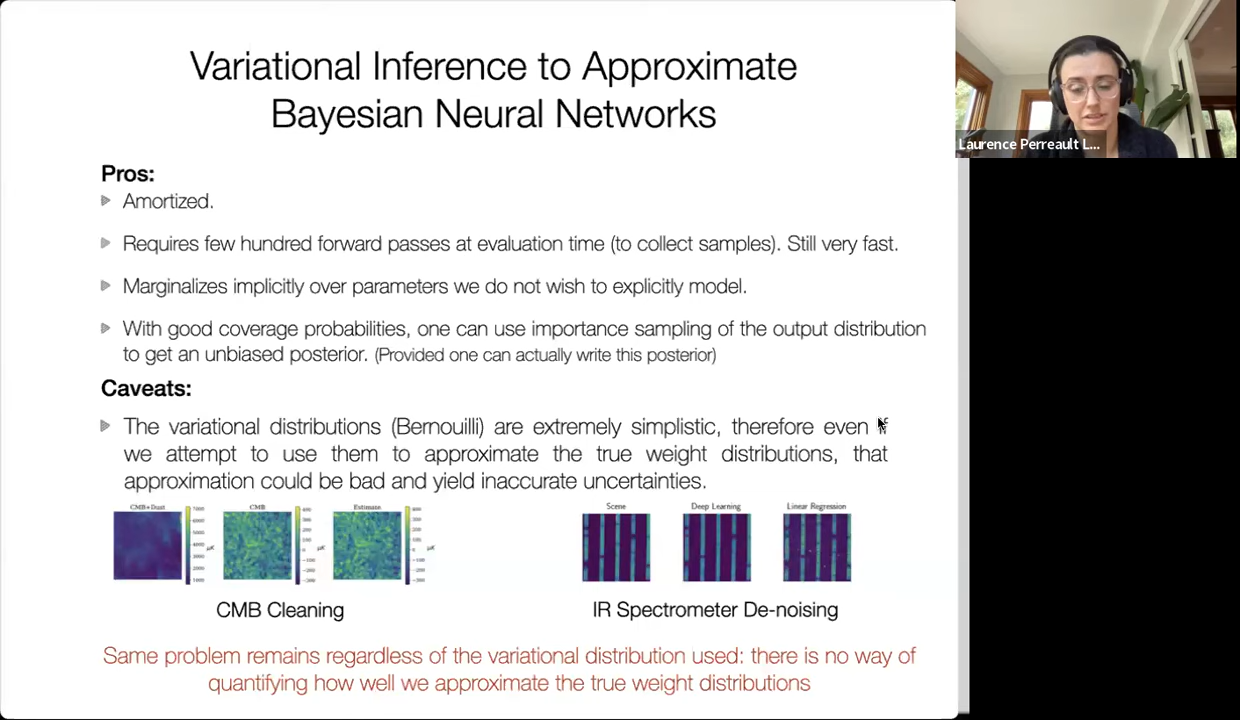 Variational Inference to Approximate
Bayesian Neural Networks
Laurence Perreault L...
Pros:
Amortized.
Requires few hundred forward passes at evaluation time (to collect samples). Still very fast.
Marginalizes implicitly over parameters we do not wish to explicitly model.
With good coverage probabilities, one can use importance sampling of the output distribution
to get an unbiased posterior. (Provided one can actually write this posterior)
Caveats:
The variational distributions (Bernouilli) are extremely simplistic, therefore even if
we attempt to use them to approximate the true weight distributions, that
approximation could be bad and yield inaccurate uncertainties.
CMB+Dust CMB Estimate Scene Deep Learning Linear Regression
CMB Cleaning
IR Spectrometer De-noising
Same problem remains regardless of the variational distribution used: there is no way of
quantifying how well we approximate the true weight distributions